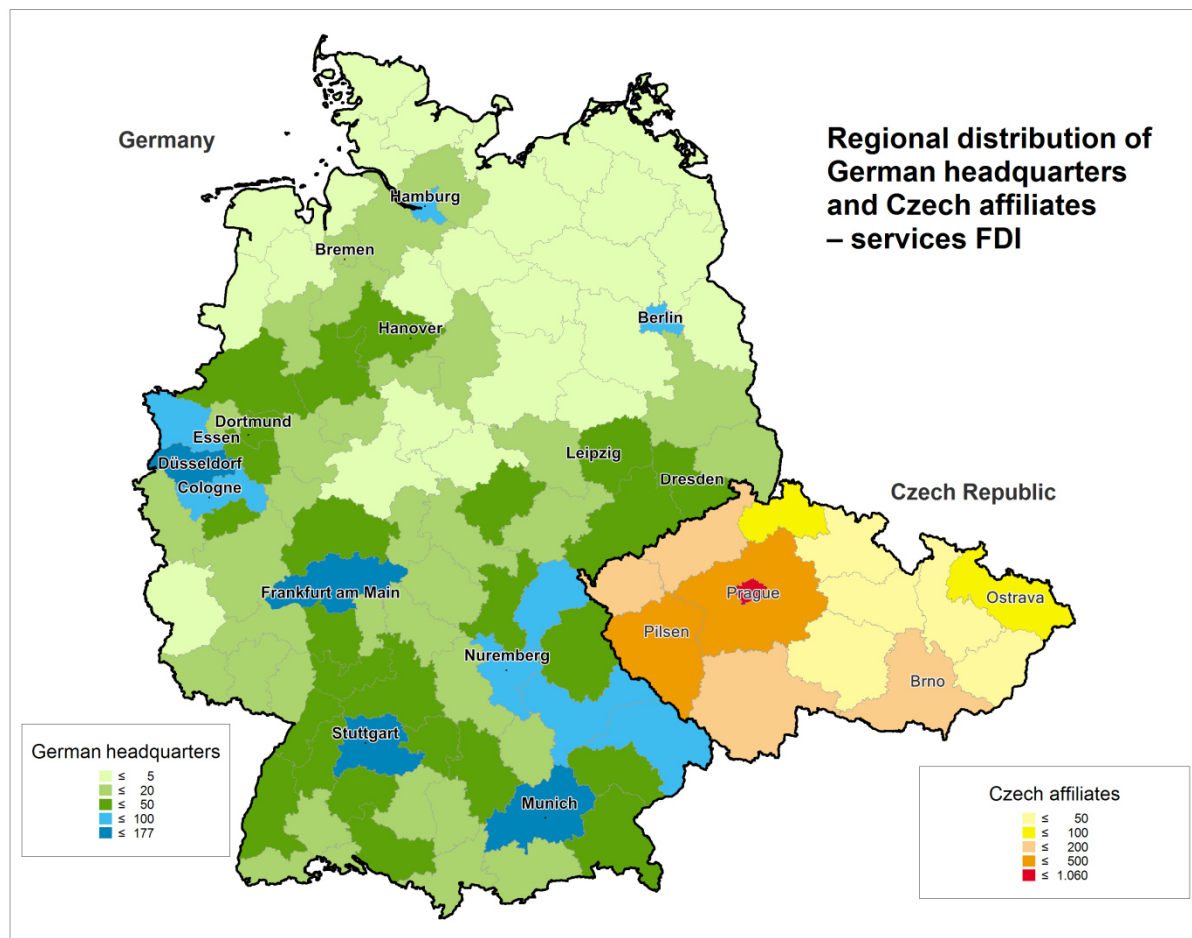 Germany
Regional distribution of
German headquarters
and Czech affiliates
– services FDI
Hamburg
Bremen
Berlin
Hanover
Dortmund
Essen
Leipzig
Düsseldorf
Dresden
Cologne
Czech Republic
Frankfurt am Main
Prague
Ostrava
Pilsen
Nuremberg
Brno
Stuttgart
Munich
German headquarters
≤ 5
≤ 20
≤ 50
≤ 100
≤ 177
Czech affiliates
≤ 50
≤ 100
≤ 200
≤ 500
≤ 1.060